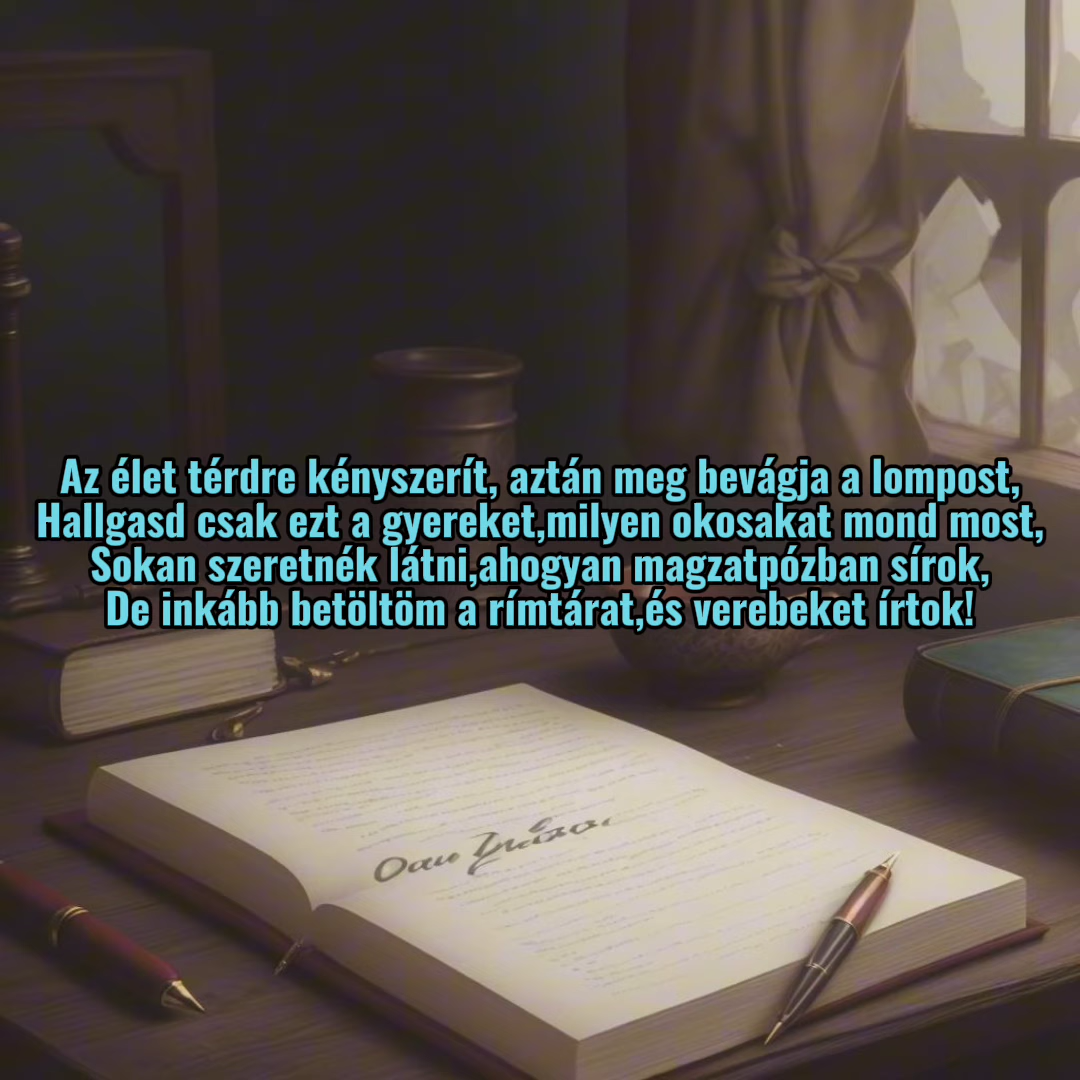 Az élet térdre kényszerít, aztán meg bevágja a lompost,
Hallgasd csak ezt a gyereket,milyen okosakat mond most,
Sokan szeretnék látni,ahogyan magzatpózban sírok,
De inkább betöltöm a rímtárat,és verebeket írtok!